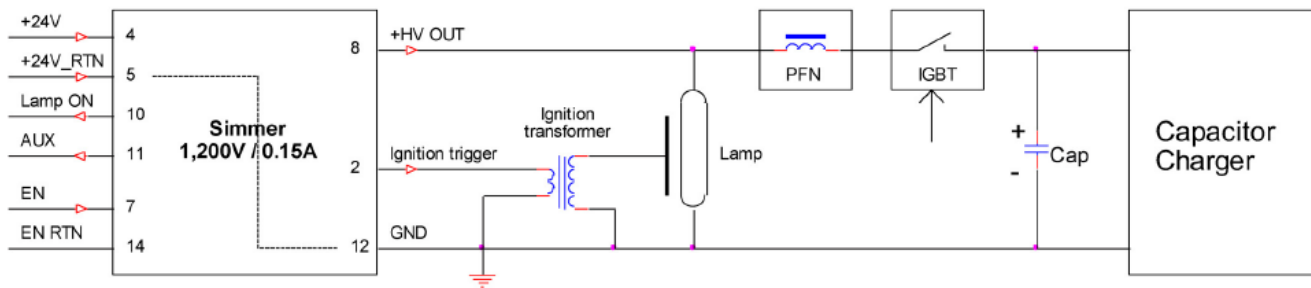 +24V
4
+24V_RTN
5
Lamp ON
10
AUX
11
EN
7
EN RTN
14
Simmer
1,200V / 0.15A
8
+HV OUT
2
Ignition trigger
12
GND
Ignition
transformer
Lamp
PFN
IGBT
+
-
Cap
Capacitor
Charger